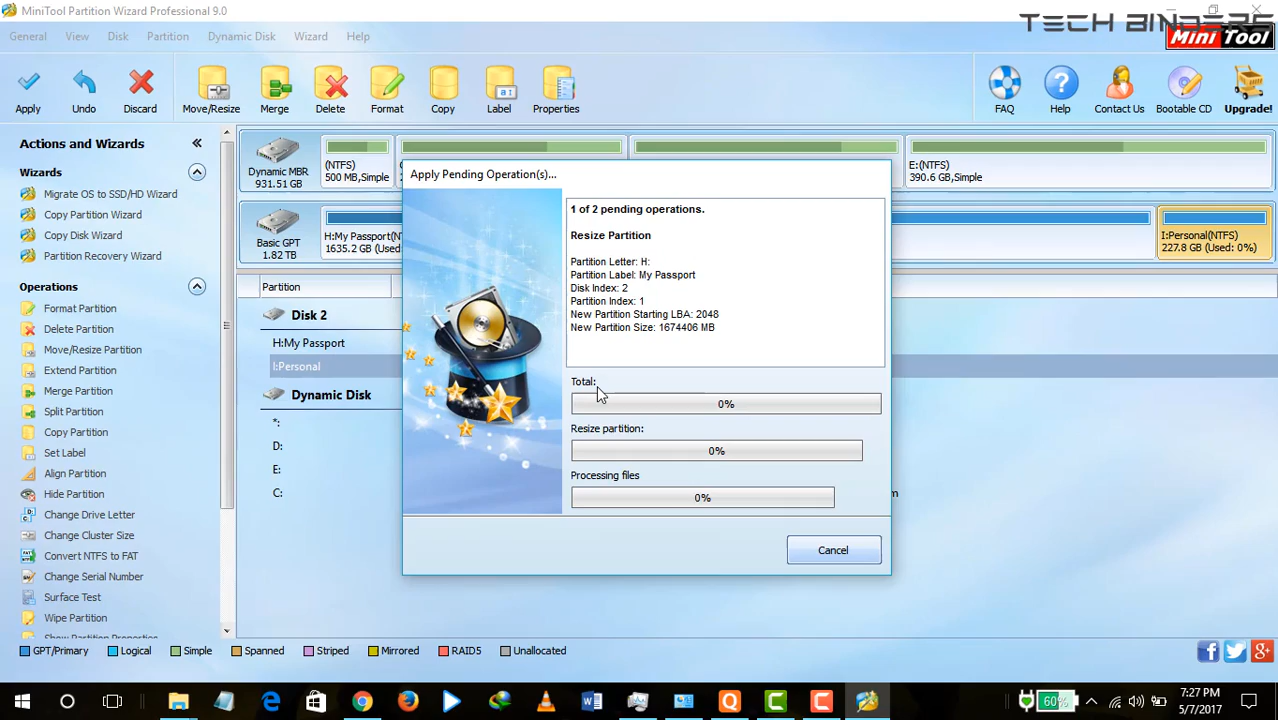 MiniTool Partition Wizard Professional 9.0
TECH BINDERS
General View Disk Partition Dynamic Disk Wizard Help
Mini Tool
Apply Undo Discard Move/Resize Merge Delete Format Copy Label Properties FAQ Help Contact Us Bootable CD Upgrade!
Actions and Wizards
Wizards
Migrate OS to SSD/HD Wizard
Copy Partition Wizard
Copy Disk Wizard
Partition Recovery Wizard
Operations
Format Partition
Delete Partition
Move/Resize Partition
Extend Partition
Merge Partition
Split Partition
Copy Partition
Set Label
Align Partition
Hide Partition
Change Drive Letter
Change Cluster Size
Convert NTFS to FAT
Change Serial Number
Surface Test
Wipe Partition
Show Partition Properties
Dynamic MBR
931.51 GB
(NTFS)
500 MB,Simple
E:(NTFS)
390.6 GB,Simple
Basic GPT
1.82 TB
H:My Passport(N
1635.2 GB (Used:
I:Personal(NTFS)
227.8 GB (Used: 0%)
Partition
Disk 2
H:My Passport
I:Personal
Dynamic Disk
*:
D:
E:
C:
Apply Pending Operation(s)...
1 of 2 pending operations.
Resize Partition
Partition Letter: H:
Partition Label: My Passport
Disk Index: 2
Partition Index: 1
New Partition Starting LBA: 2048
New Partition Size: 1674406 MB
Total:
0%
Resize partition:
0%
Processing files
0%
Cancel
GPT/Primary Logical Simple Spanned Striped Mirrored RAID5 Unallocated
60%
7:27 PM
5/7/2017